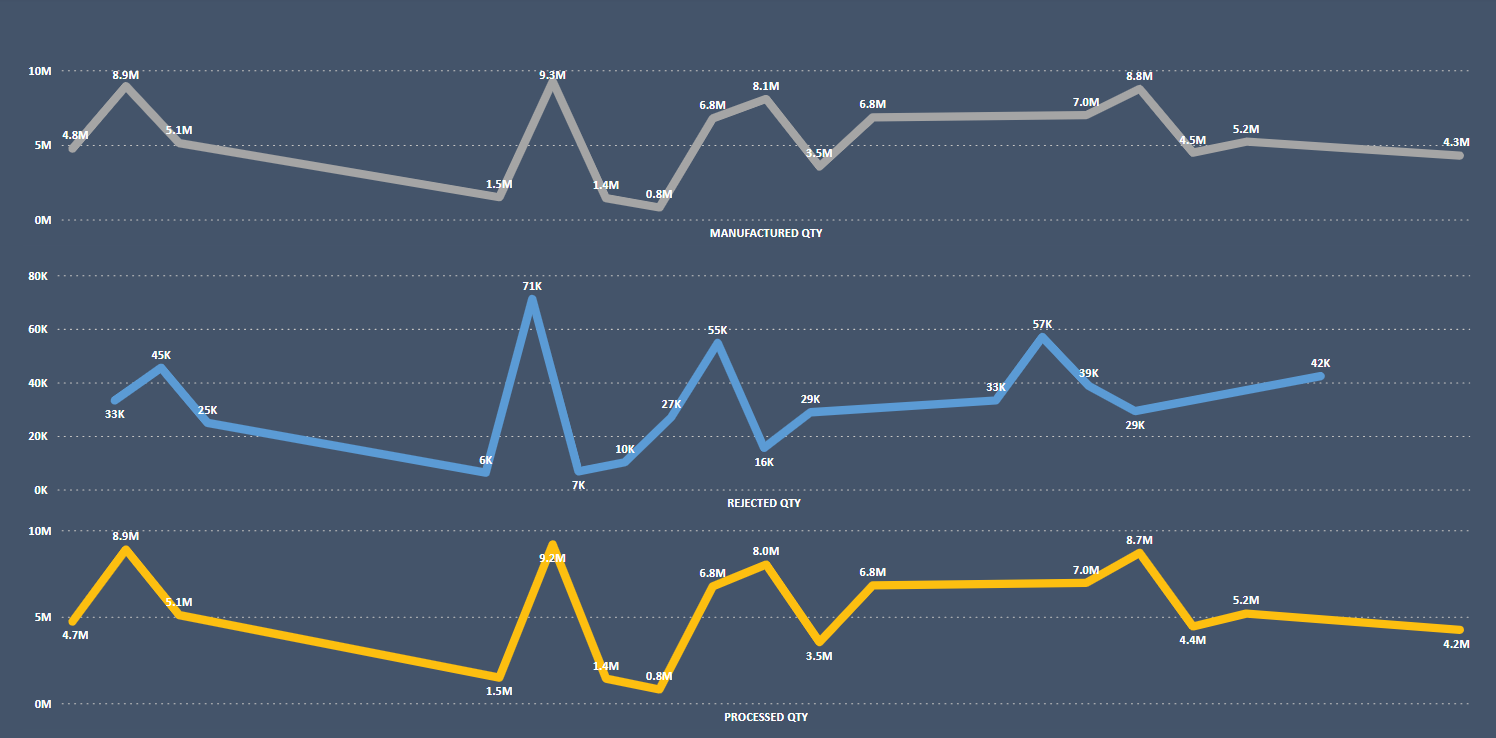 10M
8.9M
9.3M
8.8M
8.1M
6.8M
6.8M
7.0M
4.8M
5.1M
5.2M
4.5M
4.3M
5M
3.5M
1.5M
1.4M
0.8M
0M
MANUFACTURED QTY
80K
71K
60K
55K
57K
45K
42K
40K
39K
33K
29K
27K
33K
25K
29K
20K
10K
6K
16K
7K
0K
REJECTED QTY
10M
8.9M
8.7M
8.0M
9.2M
6.8M
6.8M
7.0M
5.1M
5.2M
5M
4.7M
4.4M
4.2M
3.5M
1.4M
0.8M
1.5M
0M
PROCESSED QTY